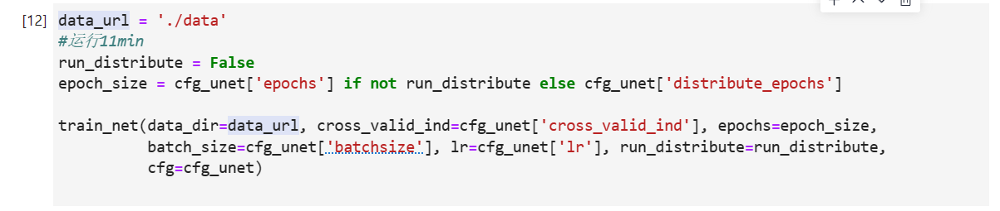 [12] data_url = './data'
#运行11min
run_distribute = False
epoch_size = cfg_unet['epochs'] if not run_distribute else cfg_unet['distribute_epochs']
train_net(data_dir=data_url, cross_valid_ind=cfg_unet['cross_valid_ind'], epochs=epoch_size,
batch_size=cfg_unet['batchsize'], lr=cfg_unet['lr'], run_distribute=run_distribute,
cfg=cfg_unet)